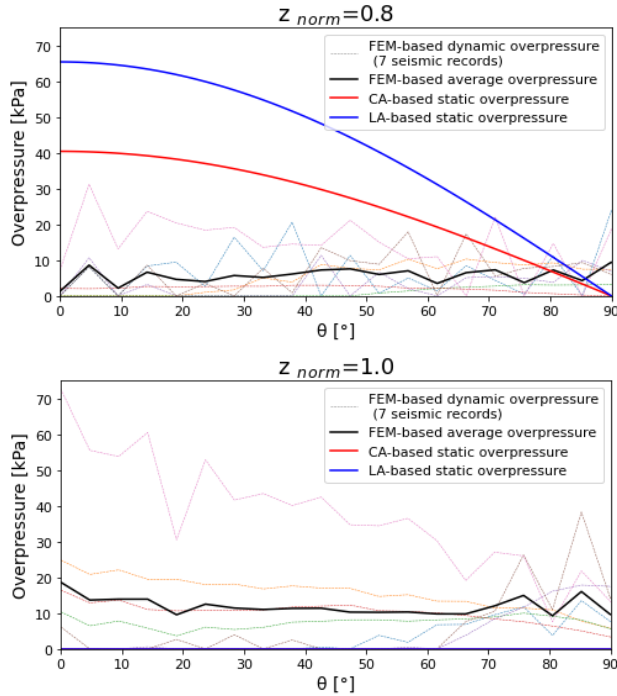 z norm=0.8
70
60
50
40
30
20
10
0
Overpressure [kPa]
FEM-based dynamic overpressure
(7 seismic records)
FEM-based average overpressure
CA-based static overpressure
LA-based static overpressure
0 10 20 30 40 50 60 70 80 90
θ [°]
z norm=1.0
70
60
50
40
30
20
10
0
Overpressure [kPa]
FEM-based dynamic overpressure
(7 seismic records)
FEM-based average overpressure
CA-based static overpressure
LA-based static overpressure
0 10 20 30 40 50 60 70 80 90
θ [°]